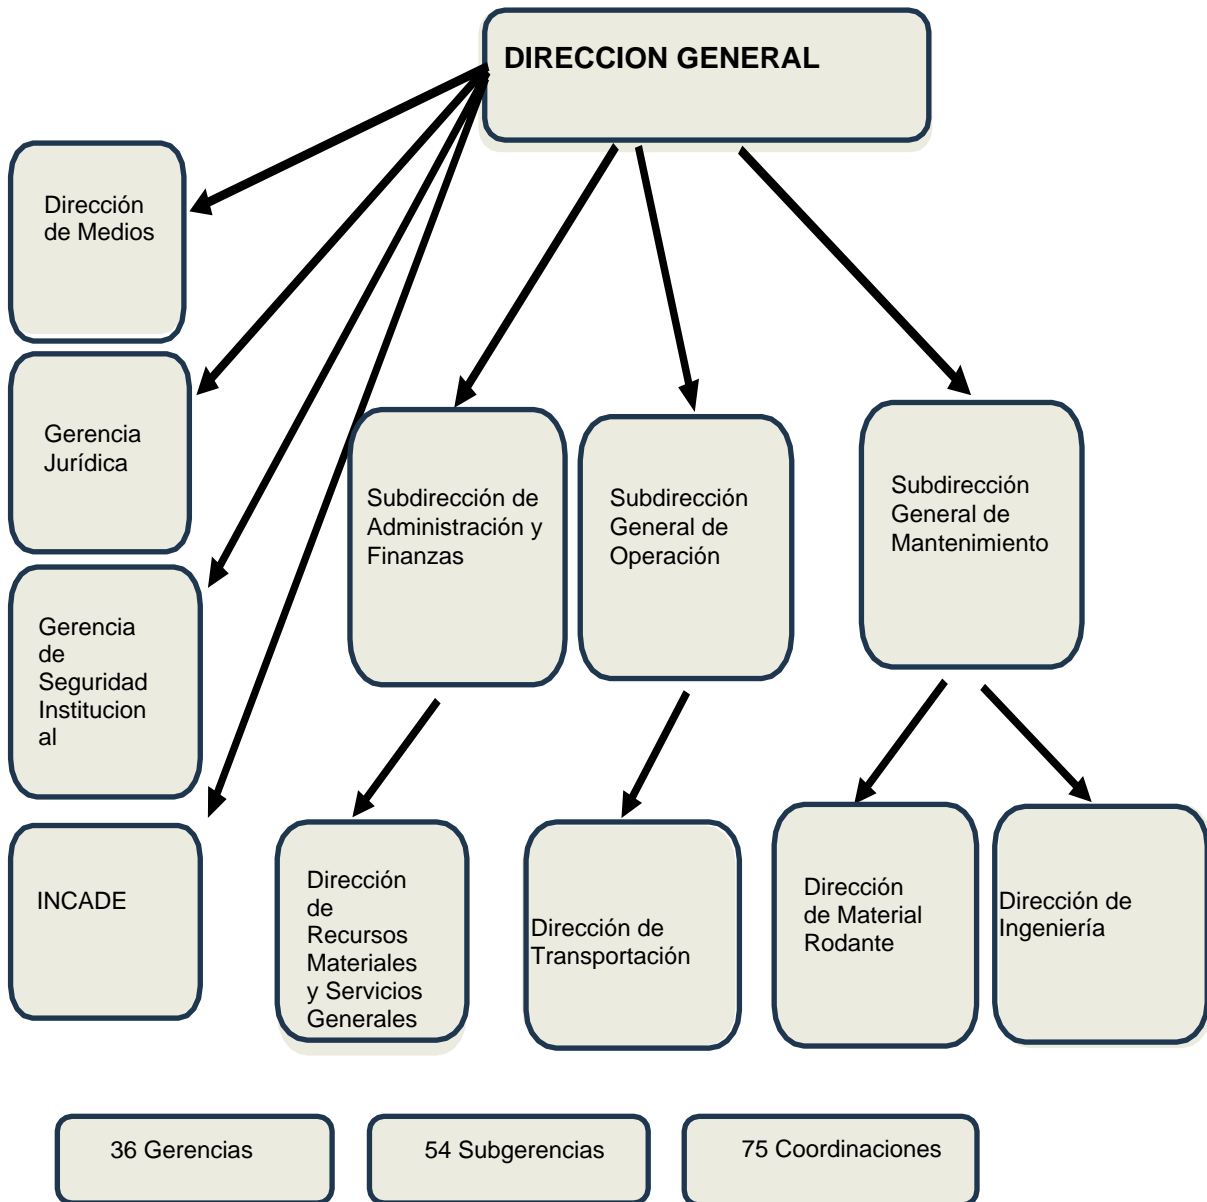 DIRECCION GENERAL
Dirección
de Medios
Gerencia
Jurídica
Gerencia
de
Seguridad
Institucion
al
INCADE
Subdirección de
Administración y
Finanzas
Subdirección
General de
Operación
Subdirección
General de
Mantenimiento
Dirección
de
Recursos
Materiales
y Servicios
Generales
Dirección de
Transportación
Dirección
de Material
Rodante
Dirección de
Ingeniería
36 Gerencias
54 Subgerencias
75 Coordinaciones